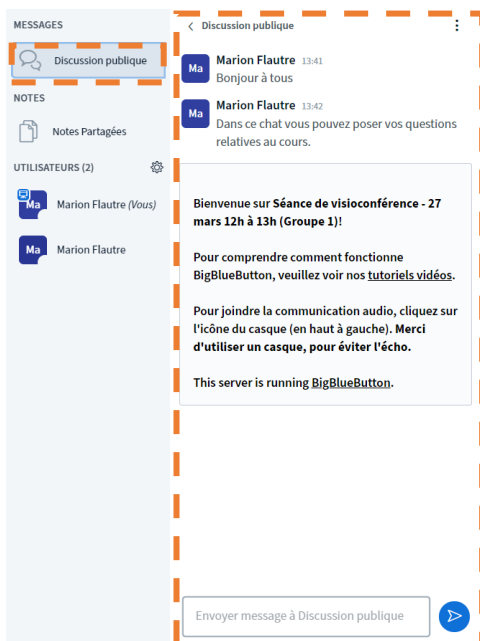 MESSAGES
Discussion publique
NOTES
Notes Partagées
UTILISATEURS (2)
Ma
Marion Flautre (Vous)
Ma
Marion Flautre
Discussion publique
Ma
Marion Flautre 13:41
Bonjour à tous
Ma
Marion Flautre 13:42
Dans ce chat vous pouvez poser vos questions
relatives au cours.
Bienvenue sur Séance de visioconférence - 27
mars 12h à 13h (Groupe 1)!
Pour comprendre comment fonctionne
BigBlueButton, veuillez voir nos tutoriels vidéos.
Pour joindre la communication audio, cliquez sur
l'icône du casque (en haut à gauche). Merci
d'utiliser un casque, pour éviter l'écho.
This server is running BigBlueButton.
Envoyer message à Discussion publique